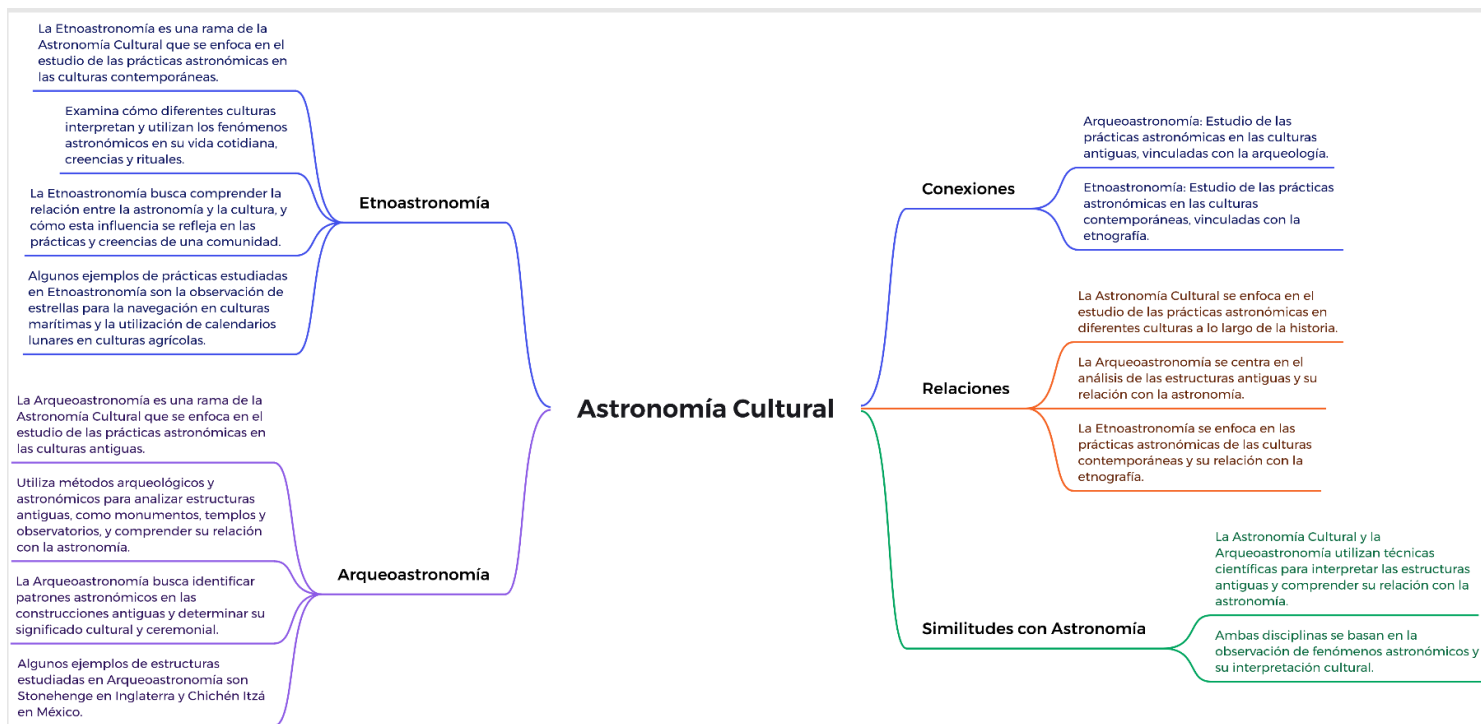 La Etnoastronomía es una rama de la
Astronomía Cultural que se enfoca en el
estudio de las prácticas astronómicas en
las culturas contemporáneas.
Examina cómo diferentes culturas
interpretan y utilizan los fenómenos
astronómicos en su vida cotidiana,
creencias y rituales.
La Etnoastronomía busca comprender la
relación entre la astronomía y la cultura, y
cómo esta influencia se refleja en las
prácticas y creencias de una comunidad.
Algunos ejemplos de prácticas estudiadas
en Etnoastronomía son la observación de
estrellas para la navegación en culturas
marítimas y la utilización de calendarios
lunares en culturas agrícolas.
Etnoastronomía
La Arqueoastronomía es una rama de la
Astronomía Cultural que se enfoca en el
estudio de las prácticas astronómicas en
las culturas antiguas.
Utiliza métodos arqueológicos y
astronómicos para analizar estructuras
antiguas, como monumentos, templos y
observatorios, y comprender su relación
con la astronomía.
La Arqueoastronomía busca identificar
patrones astronómicos en las
construcciones antiguas y determinar su
significado cultural y ceremonial.
Algunos ejemplos de estructuras
estudiadas en Arqueoastronomía son
Stonehenge en Inglaterra y Chichén Itzá
en México.
Arqueoastronomía
Astronomía Cultural
Conexiones
Arqueoastronomía: Estudio de las
prácticas astronómicas en las culturas
antiguas, vinculadas con la arqueología.
Etnoastronomía: Estudio de las prácticas
astronómicas en las culturas
contemporáneas, vinculadas con la
etnografía.
Relaciones
La Astronomía Cultural se enfoca en el
estudio de las prácticas astronómicas en
diferentes culturas a lo largo de la historia.
La Arqueoastronomía se centra en el
análisis de las estructuras antiguas y su
relación con la astronomía.
La Etnoastronomía se enfoca en las
prácticas astronómicas de las culturas
contemporáneas y su relación con la
etnografía.
Similitudes con Astronomía
La Astronomía Cultural y la
Arqueoastronomía utilizan técnicas
científicas para interpretar las estructuras
antiguas y comprender su relación con la
astronomía.
Ambas disciplinas se basan en la
observación de fenómenos astronómicos y
su interpretación cultural.